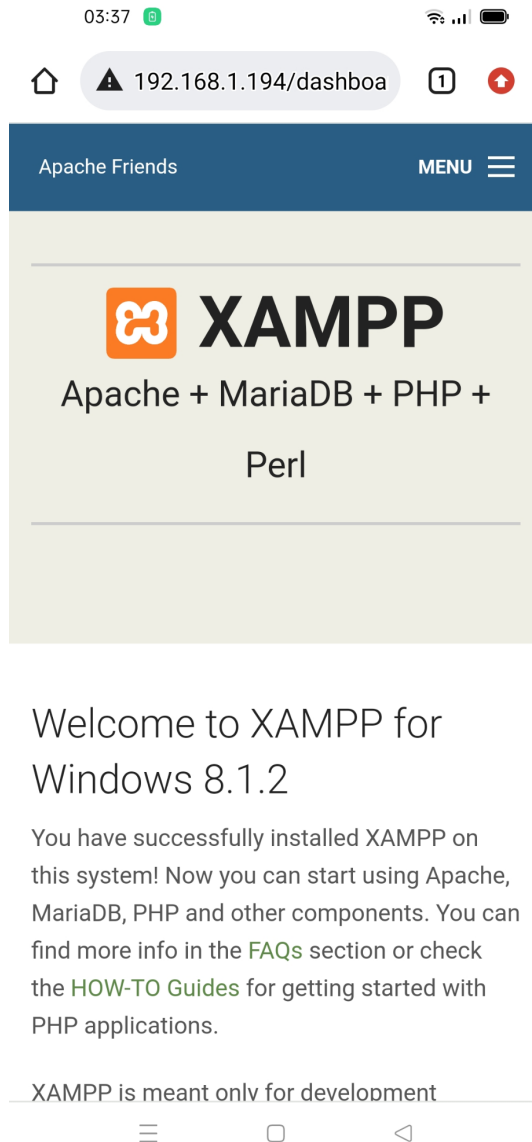 03:37
192.168.1.194/dashboa
1
Apache Friends
MENU
XAMPP
Apache + MariaDB + PHP +
Perl
Welcome to XAMPP for
Windows 8.1.2
You have successfully installed XAMPP on
this system! Now you can start using Apache,
MariaDB, PHP and other components. You can
find more info in the FAQs section or check
the HOW-TO Guides for getting started with
PHP applications.
XAMPP is meant only for development